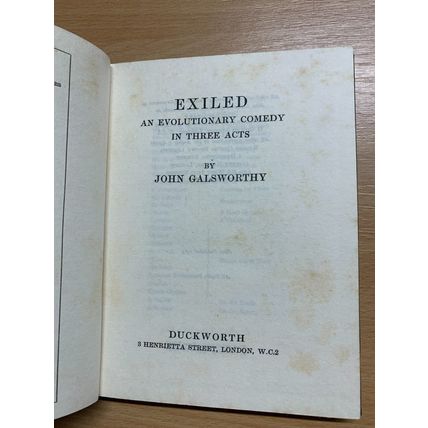 EXILED
AN EVOLUTIONARY COMEDY
IN THREE ACTS
BY
JOHN GALSWORTHY
DUCKWORTH
3 HENRIETTA STREET, LONDON, W.C.2